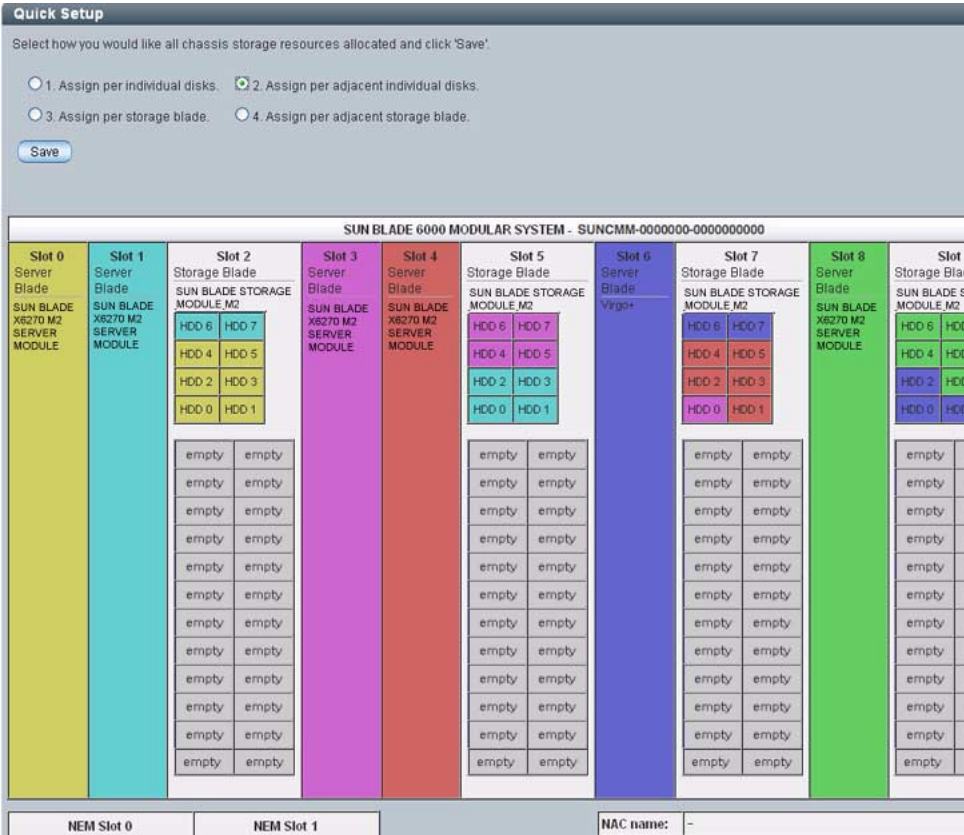 Quick Setup
Select how you would like all chassis storage resources allocated and click 'Save'.
1. Assign per individual disks. 2. Assign per adjacent individual disks.
3. Assign per storage blade. 4. Assign per adjacent storage blade.
Save
SUN BLADE 6000 MODULAR SYSTEM - SUNCMM-0000000-0000000000
Slot 0
Server
Blade
SUN BLADE
X6270 M2
SERVER
MODULE
Slot 1
Server
Blade
SUN BLADE
X6270 M2
SERVER
MODULE
Slot 2
Storage Blade
SUN BLADE STORAGE
MODULE M2
HDD 6 HDD 7
HDD 4 HDD 5
HDD 2 HDD 3
HDD 0 HDD 1
empty empty
empty empty
empty empty
empty empty
empty empty
empty empty
empty empty
empty empty
empty empty
empty empty
empty empty
empty empty
Slot 3
Server
Blade
SUN BLADE
X6270 M2
SERVER
MODULE
Slot 4
Server
Blade
SUN BLADE
X6270 M2
SERVER
MODULE
Slot 5
Storage Blade
SUN BLADE STORAGE
MODULE M2
HDD 6 HDD 7
HDD 4 HDD 5
HDD 2 HDD 3
HDD 0 HDD 1
empty empty
empty empty
empty empty
empty empty
empty empty
empty empty
empty empty
empty empty
empty empty
empty empty
empty empty
empty empty
Slot 6
Server
Blade
Virgo+
Slot 7
Storage Blade
SUN BLADE STORAGE
MODULE M2
HDD 6 HDD 7
HDD 4 HDD 5
HDD 2 HDD 3
HDD 0 HDD 1
empty empty
empty empty
empty empty
empty empty
empty empty
empty empty
empty empty
empty empty
empty empty
empty empty
empty empty
empty empty
Slot 8
Server
Blade
SUN BLADE
X6270 M2
SERVER
MODULE
Slot
Storage Bla
SUN BLADE S
MODULE M2
HDD 6 HDD
HDD 4 HDD
HDD 2 HDD
HDD 0 HDD
empty
empty
empty
empty
empty
empty
empty
empty
empty
empty
empty
empty
NEM Slot 0 NEM Slot 1
NAC name: -